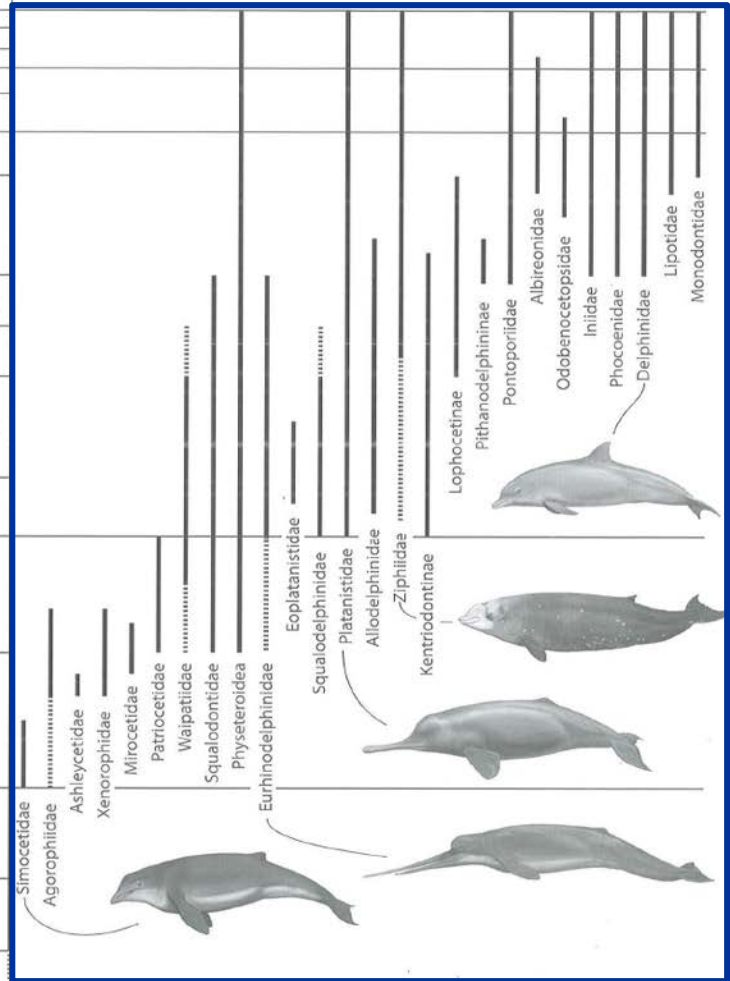 Simocetidae
Agorophiidae
Ashleycetidae
Xenorophidae
Mirocetidae
Patriocetidae
Waipatiidae
Squalodontidae
Physeteroidea
Eurhinodelphinidae
Eoplatanistidae
Squalodelphinidae
Platanistidae
Allodelphinidae
Ziphiidae
Kentriodontinae
Lophocetinae
Pithanodelphininae
Pontoporiidae
Albireonidae
Odobenocetopsidae
Iniidae
Phocoenidae
Delphinidae
Lipotidae
Monodontidae